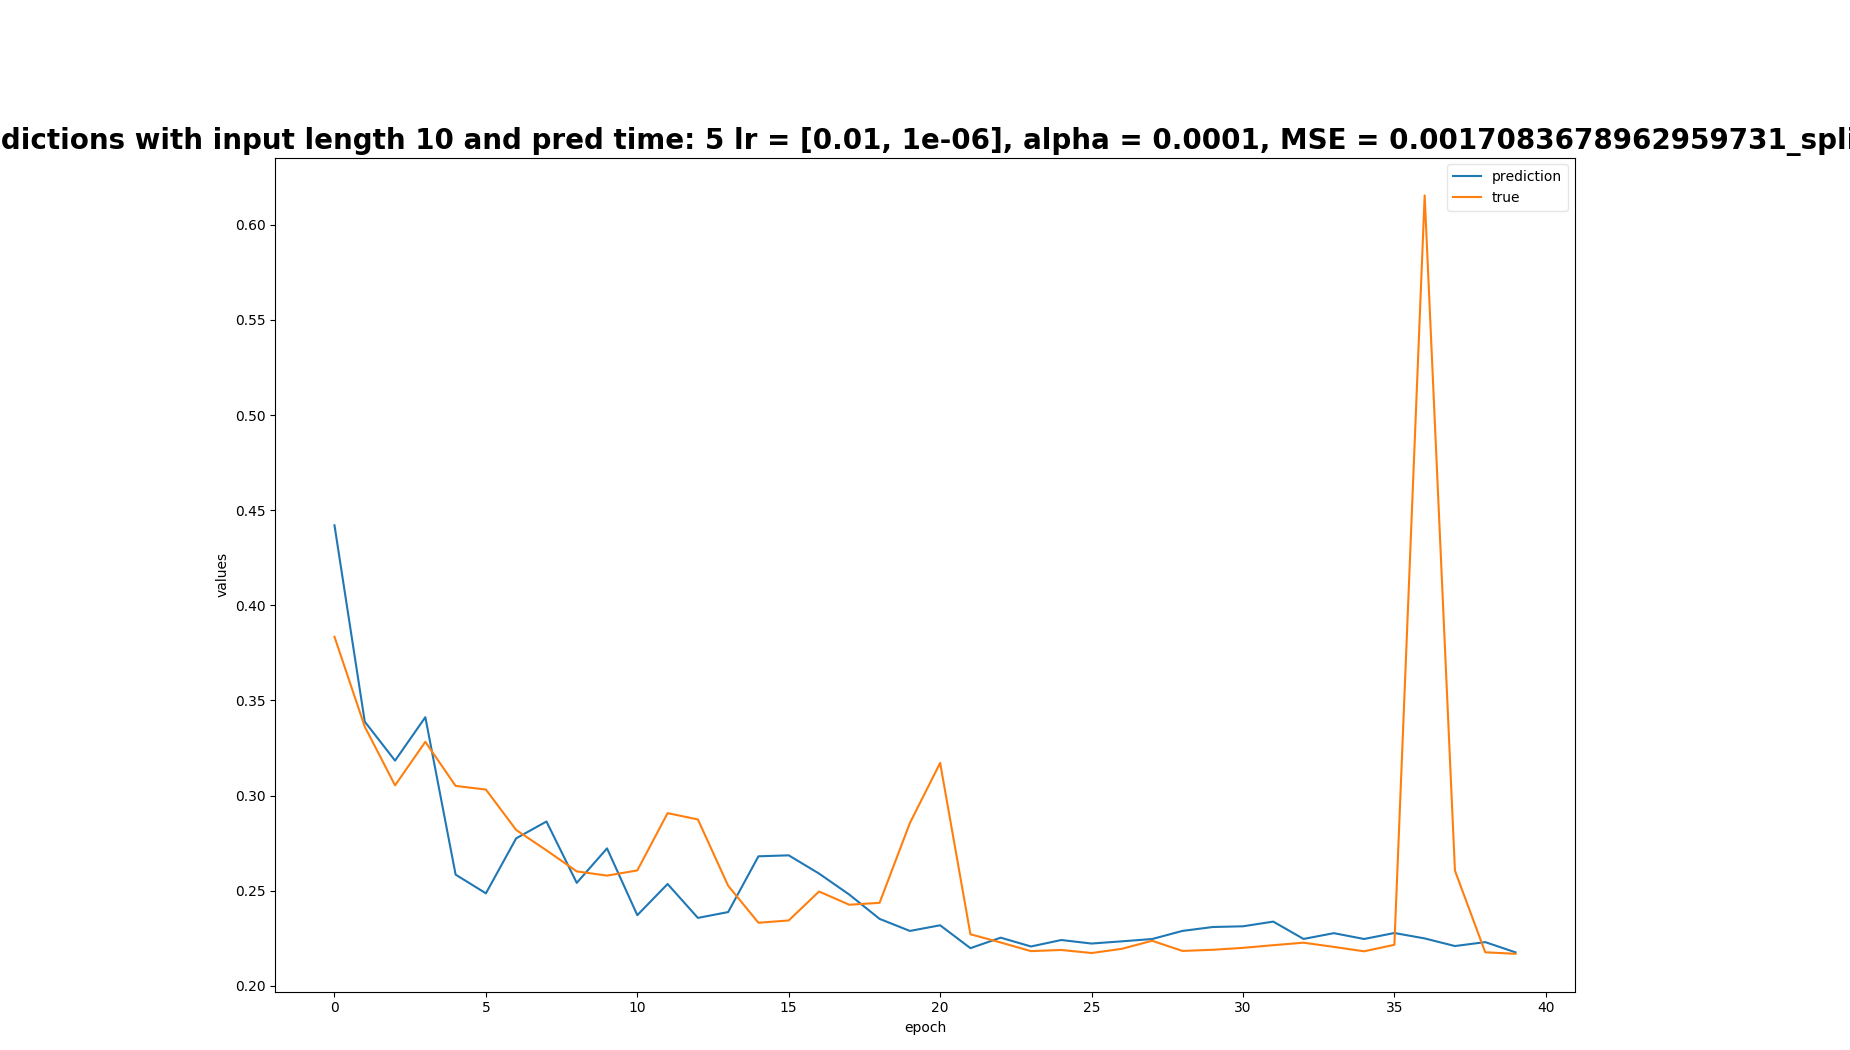 dictions with input length 10 and pred time: 5 lr = [0.01, 1e-06], alpha = 0.0001, MSE = 0.0017083678962959731_spli
prediction
true
0.60
0.55
0.50
0.45
0.40
0.35
0.30
0.25
0.20
values
0 5 10 15 20 25 30 35 40
epoch